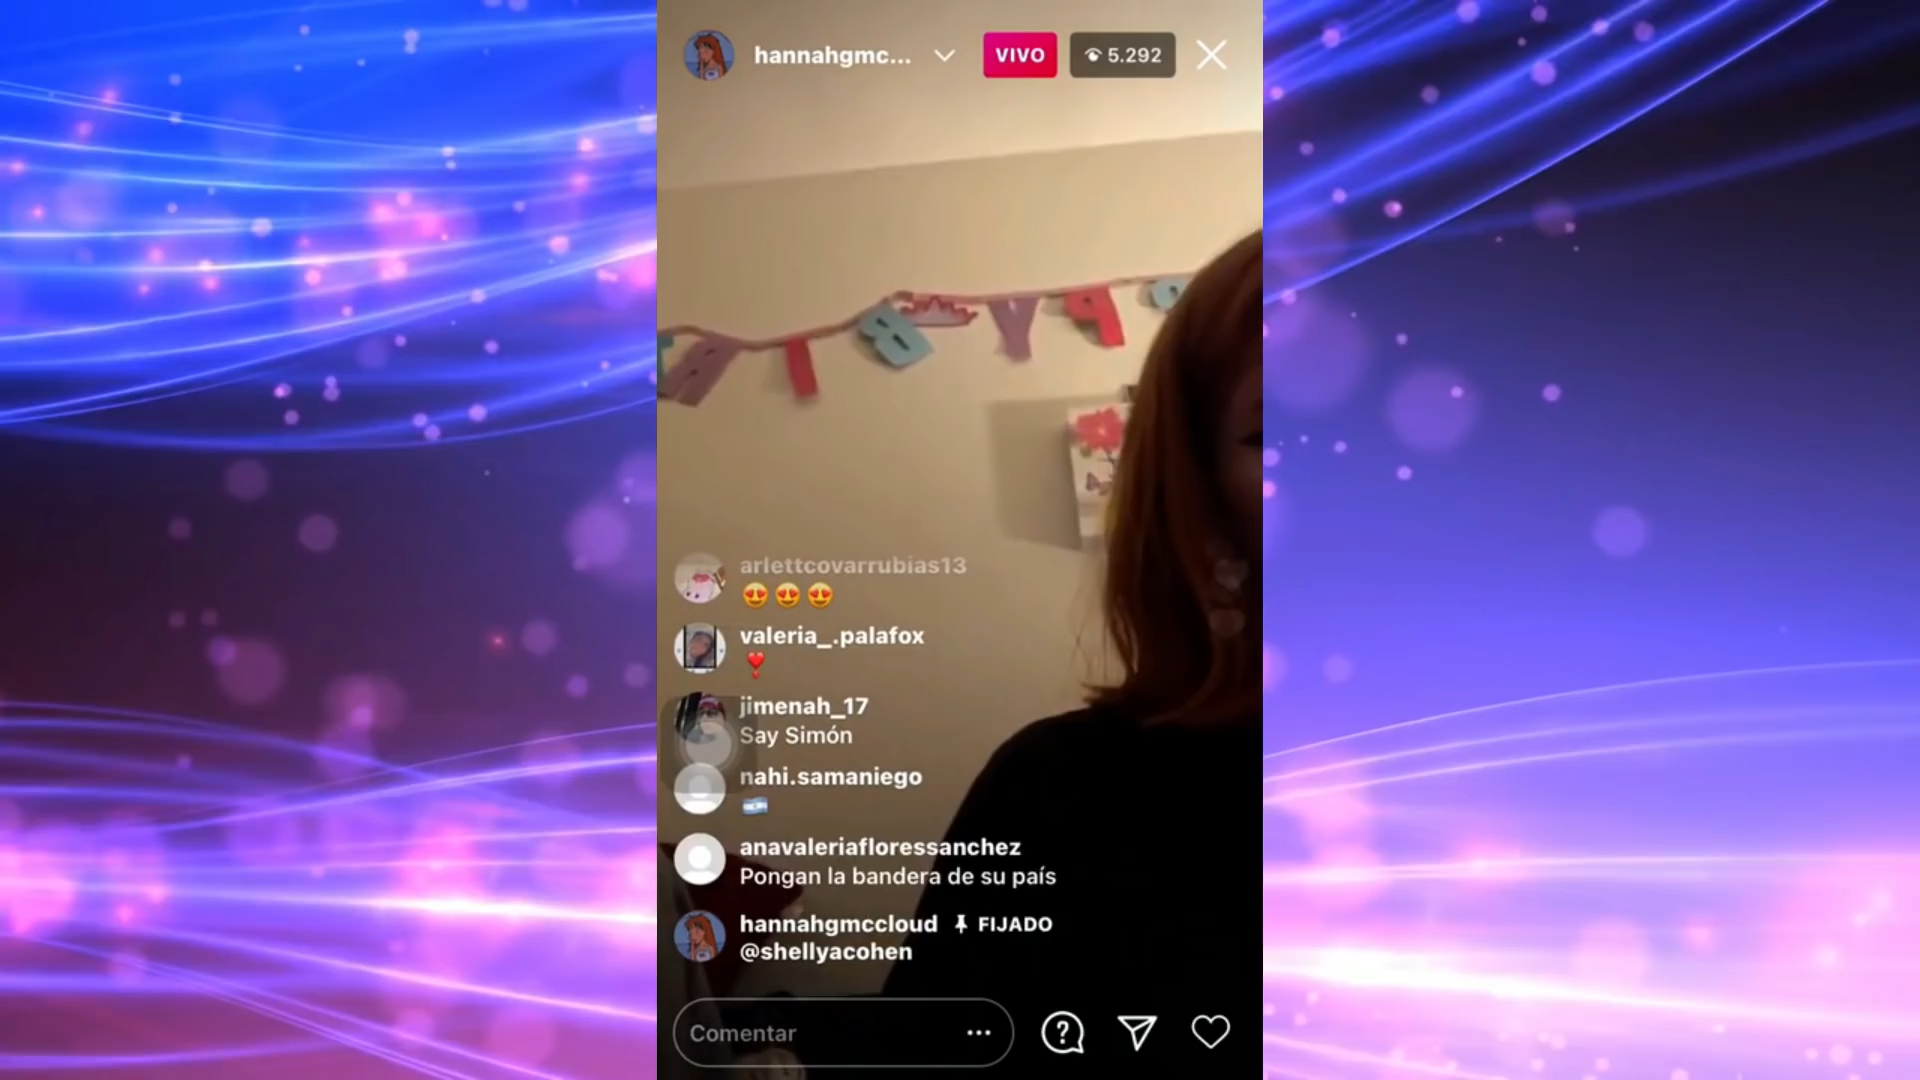 hannahgmc...
VIVO
5.292
B Y P
arlettcovarrubias13
valeria_.palafox
jimenah_17
Say Simón
nahi.samaniego
anavaleriafloressanchez
Pongan la bandera de su país
hannahgmccloud FIJADO
@shellyacohen
Comentar ...